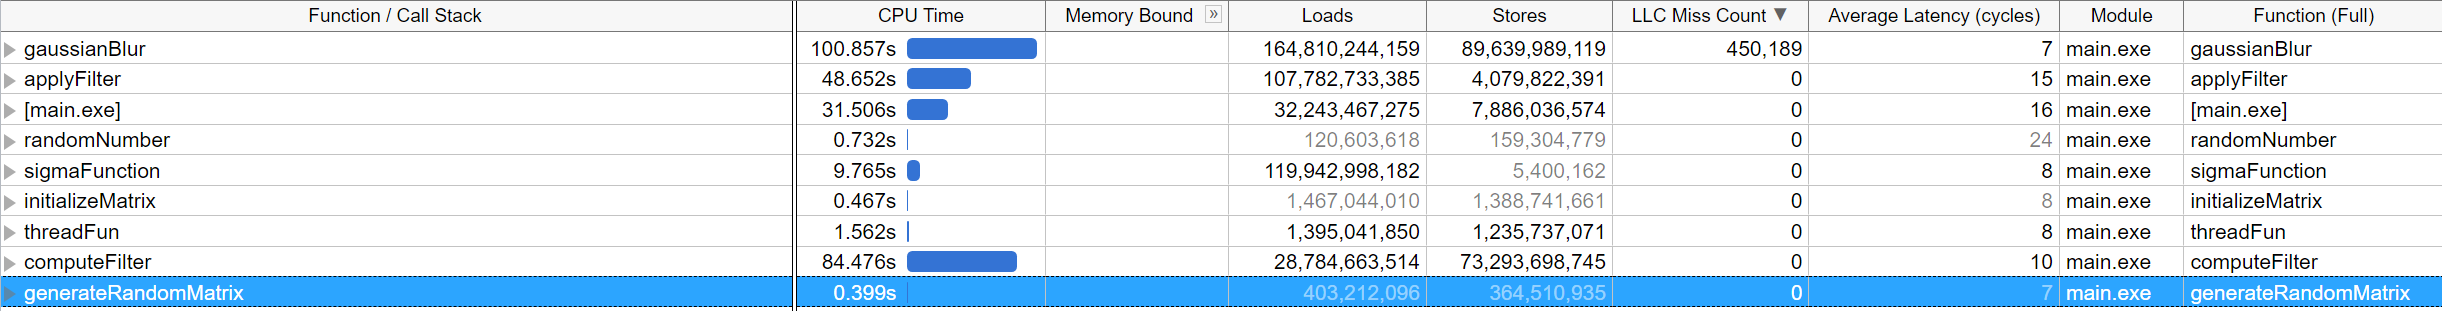 Function / Call Stack CPU Time Memory Bound » Loads Stores LLC Miss Count ▼ Average Latency (cycles) Module Function (Full)
gaussianBlur 100.857s 164,810,244,159 89,639,989,119 450,189 7 main.exe gaussianBlur
applyFilter 48.652s 107,782,733,385 4,079,822,391 0 15 main.exe applyFilter
[main.exe] 31.506s 32,243,467,275 7,886,036,574 0 16 main.exe [main.exe]
randomNumber 0.732s 120,603,618 159,304,779 0 24 main.exe randomNumber
sigmaFunction 9.765s 119,942,998,182 5,400,162 0 8 main.exe sigmaFunction
initializeMatrix 0.467s 1,467,044,010 1,388,741,661 0 8 main.exe initializeMatrix
threadFun 1.562s 1,395,041,850 1,235,737,071 0 8 main.exe threadFun
computeFilter 84.476s 28,784,663,514 73,293,698,745 0 10 main.exe computeFilter
generateRandomMatrix 0.399s 403,212,096 364,510,935 0 7 main.exe generateRandomMatrix